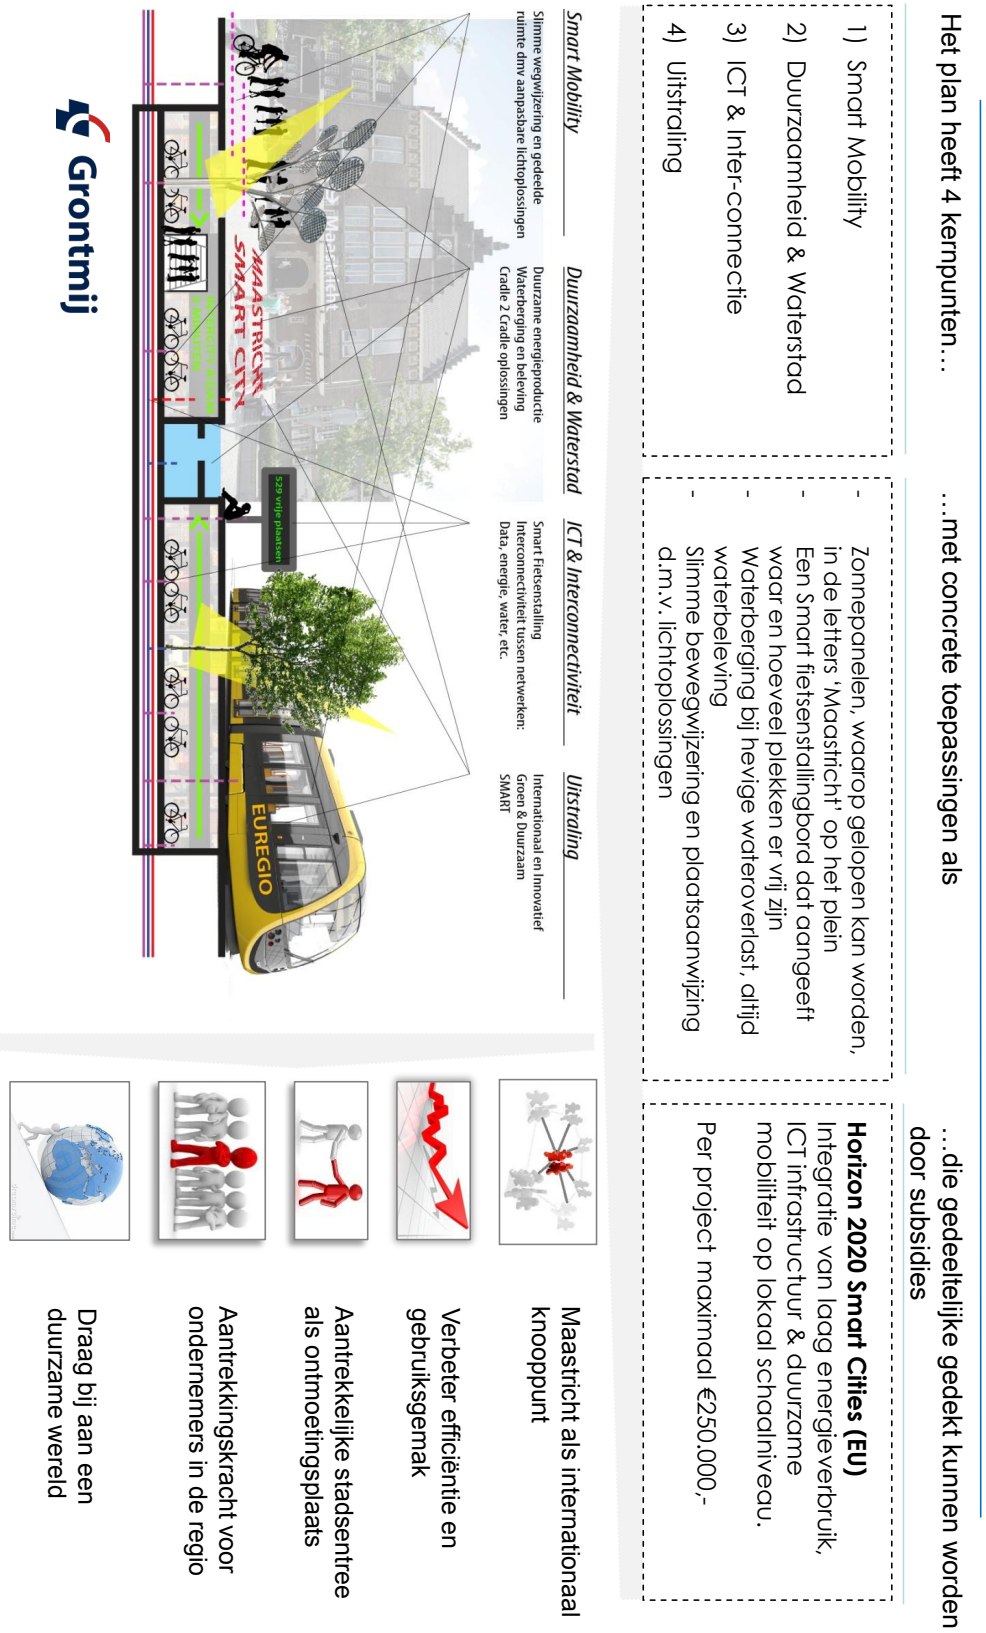 Het plan heeft 4 kernpunten...
1) Smart Mobility
2) Duurzaamheid & Waterstad
3) ICT & Inter-connectie
4) Uitstraling
...met concrete toepassingen als
- Zonnepanelen, waarop gelopen kan worden,
in de letters ‘Maastricht’ op het plein
- Een Smart fietsenstallingbord dat aangeeft
waar en hoeveel plekken er vrij zijn
- Waterberging bij hevige wateroverlast, altijd
waterbeleving
- Slimme bewegwijzering en plaatsaanwijzing
d.m.v. lichtoplossingen
...die gedeeltelijke gedekt kunnen worden
door subsidies
Horizon 2020 Smart Cities (EU)
Integratie van laag energieverbruik,
ICT infrastructuur & duurzame
mobiliteit op lokaal schaalniveau.
Per project maximaal €250.000,-
Smart Mobility
Slimme wegwijzering en gedeelde
ruimte dmv aanpasbare lichtoplossingen
Duurzaamheid & Waterstad
Duurzame energieproductie
Waterberging en beleving
Cradle 2 Cradle oplossingen
ICT & Interconnectiviteit
Smart Fietsenstalling
Interconnectiviteit tussen netwerken:
Data, energie, water, etc.
Uitstraling
Internationaal en Innovatief
Groen & Duurzaam
SMART
MAASTRICHT
SMART CITY
529 vrije plaatsen
EUREGIO
Grontmij
Maastricht als internationaal
knooppunt
Verbeter efficiëntie en
gebruiksgemak
Aantrekkelijke stadsentree
als ontmoetingsplaats
Aantrekkingskracht voor
ondernemers in de regio
Draag bij aan een
duurzame wereld